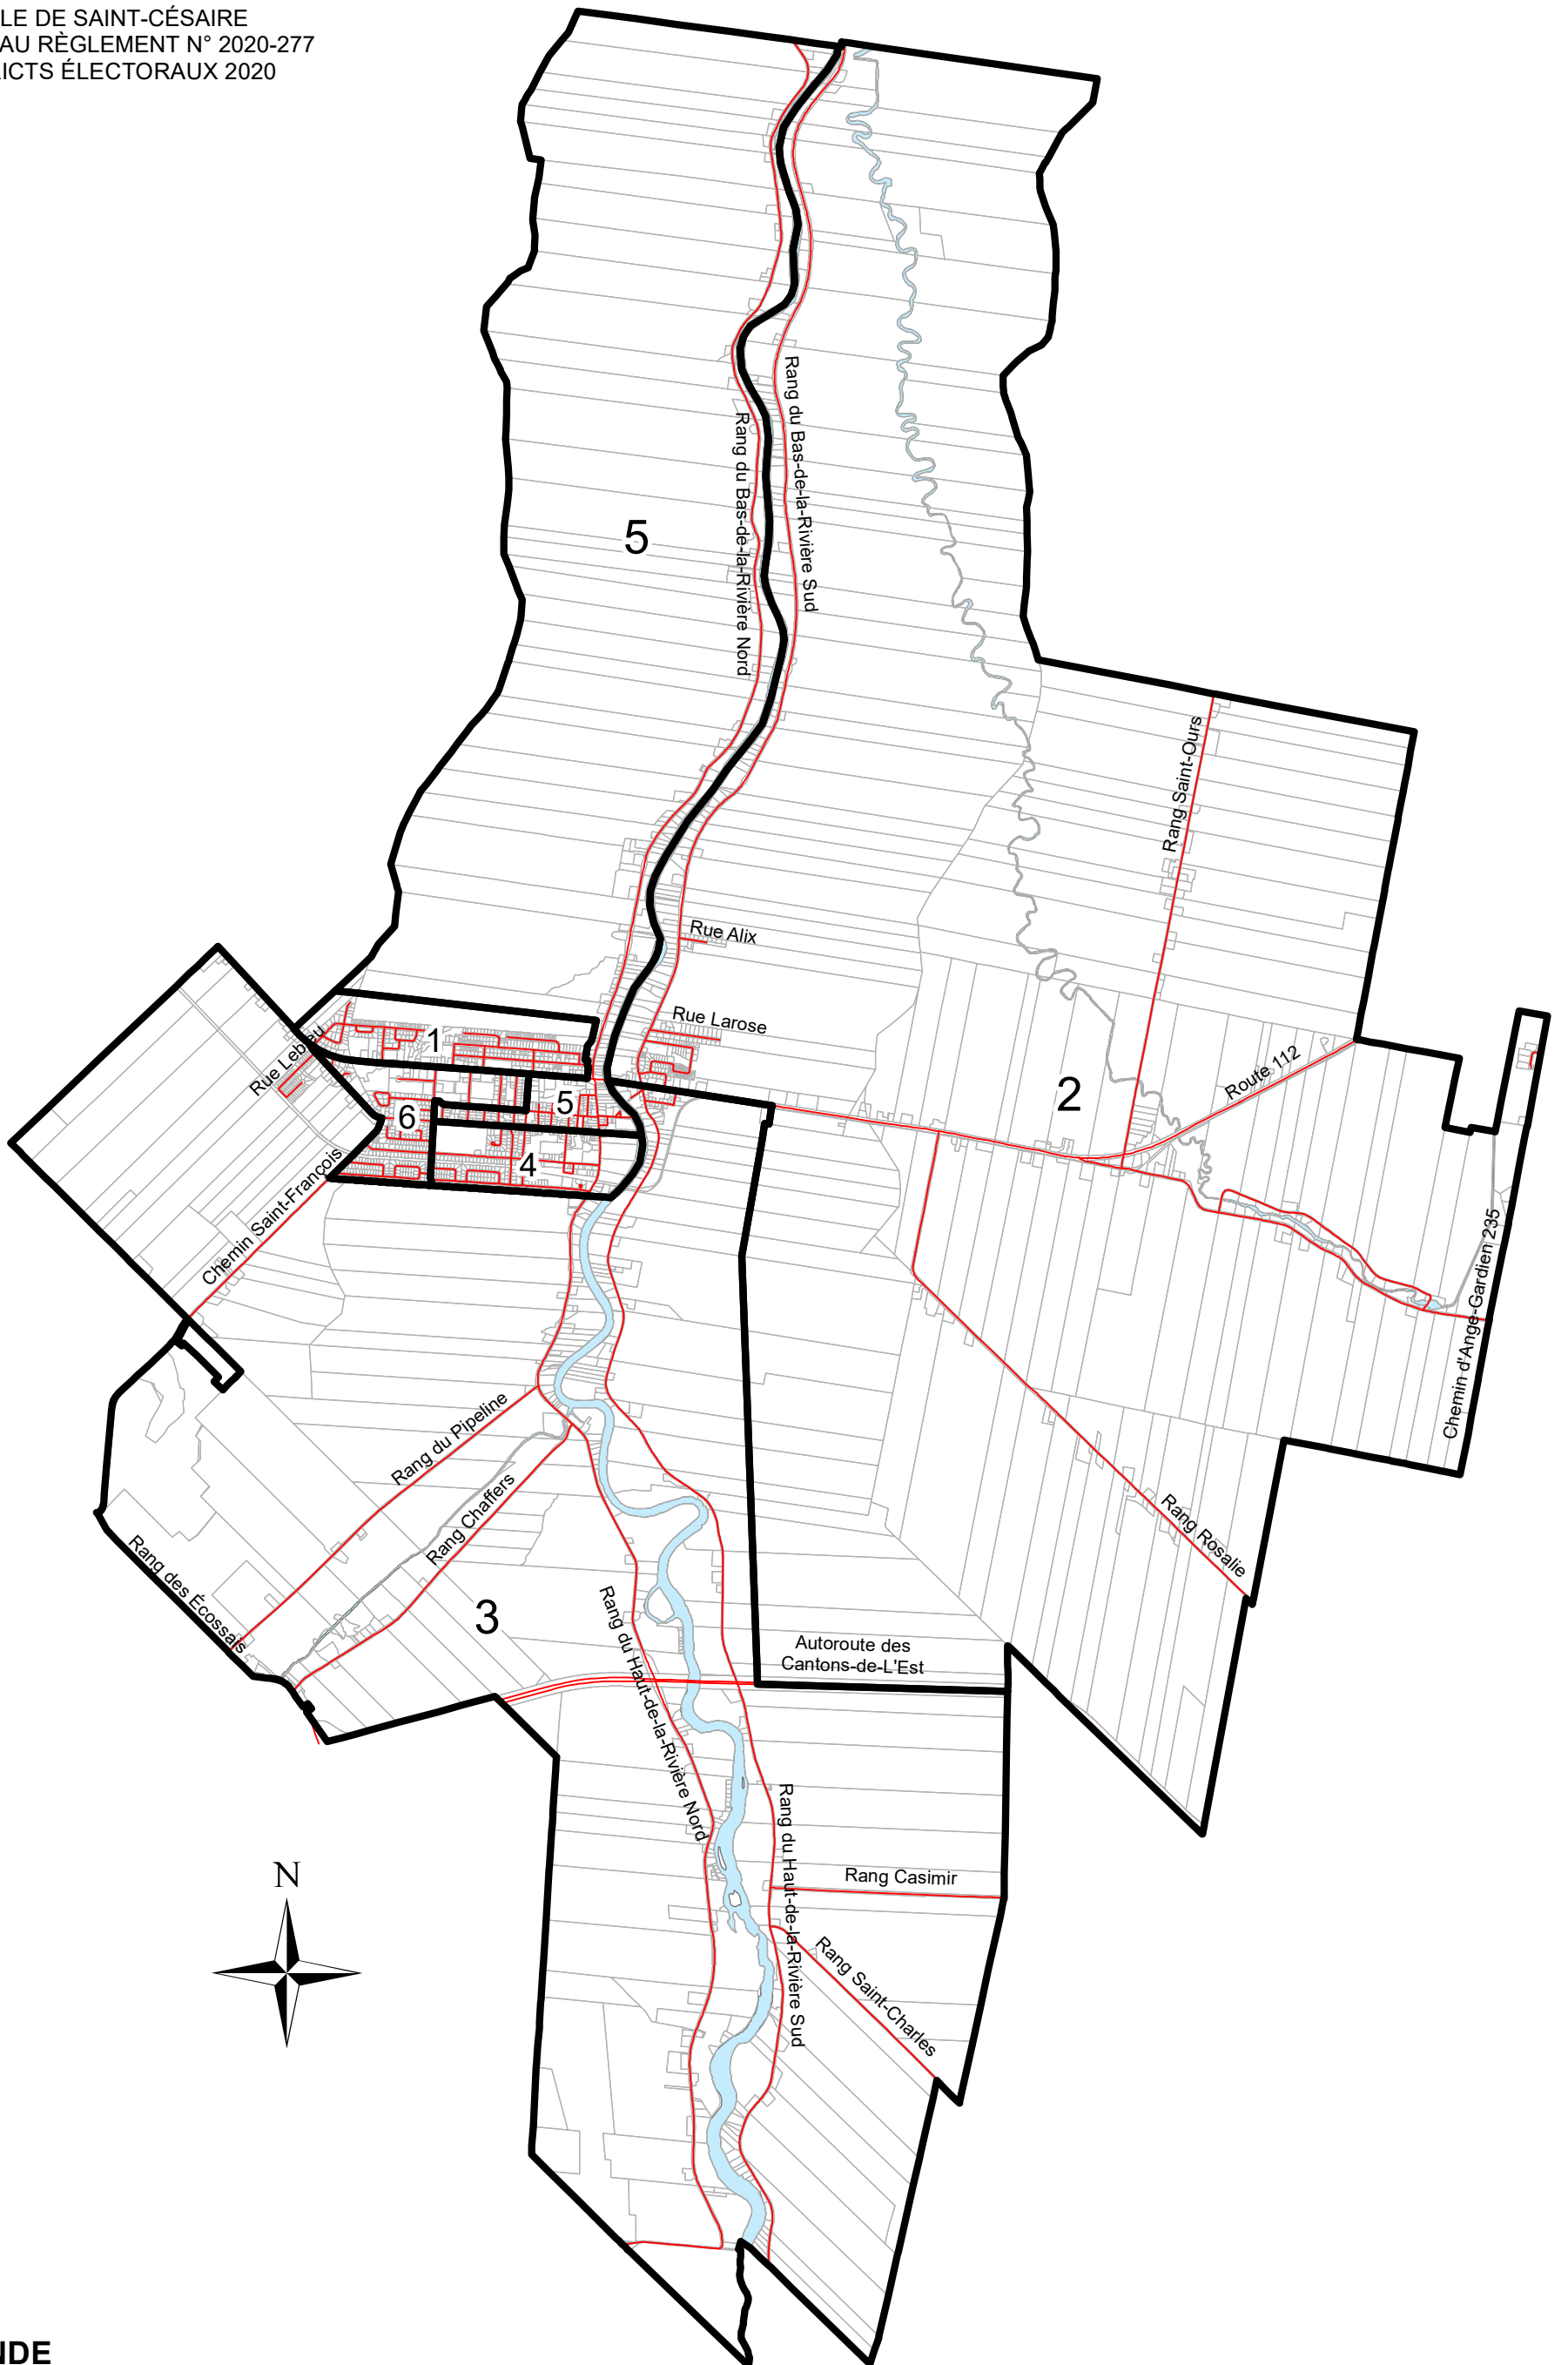 LE DE SAINT-CÉSAIRE
AU RÈGLEMENT N° 2020-277
ICTS ÉLECTORAUX 2020
Rang du Bas-de-la-Rivière Sud
Rang du Bas-de-la-Rivière Nord
5
Rang Saint-Ours
Rue Alix
Rue Larose
1
Rue Lebleu
Route 112
2
5
6
4
Chemin Saint-François
Chemin d'Ange-Gardien 235
Rang du Pipeline
Rang Chaffers
Rang Rosalie
Rang des Écossais
3
Rang du Haut-de-la-Rivière Nord
Autoroute des
Cantons-de-L'Est
Rang du Haut-de-la-Rivière Sud
N
Rang Casimir
Rang Saint-Charles
NDE